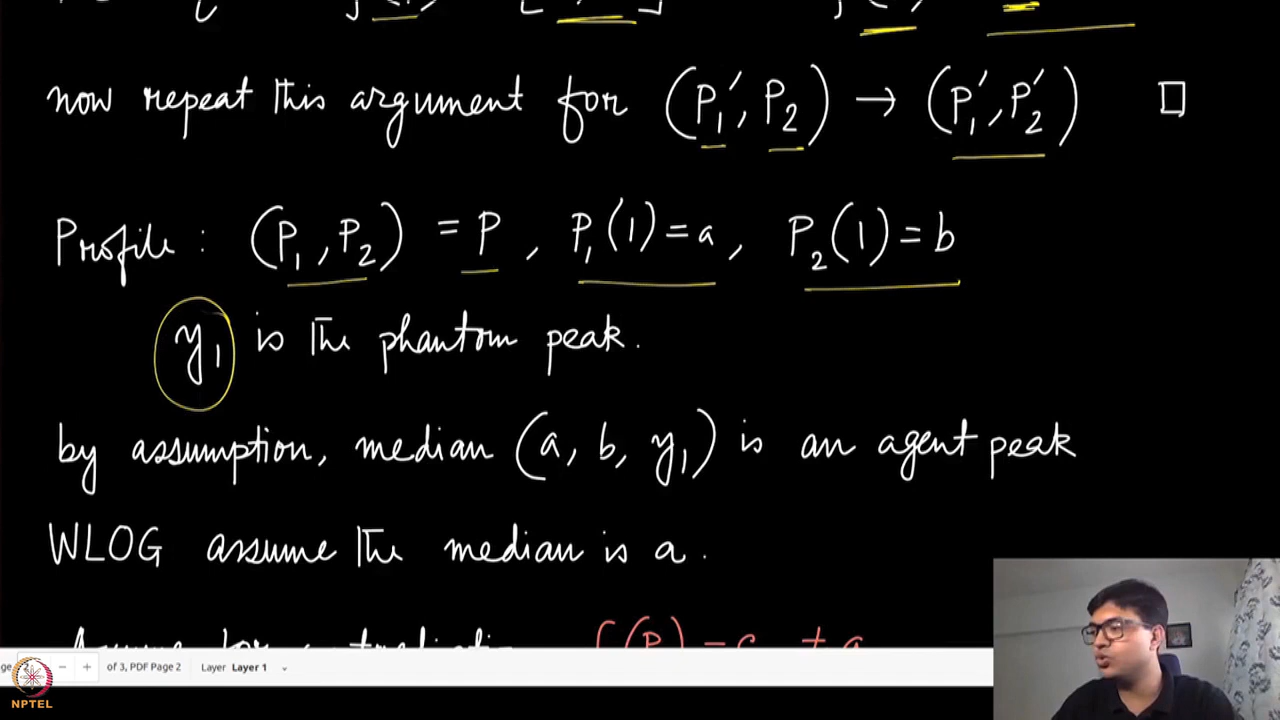 now repeat this argument for (P₁′, P₂) → (P₁′, P₂′) □
Profile : (P₁, P₂) = P, P₁(1) = a, P₂(1) = b
y₁ is the phantom peak.
by assumption, median (a, b, y₁) is an agent peak
WLOG assume the median is a.
of 3, PDF Page 2 Layer Layer 1
NPTEL